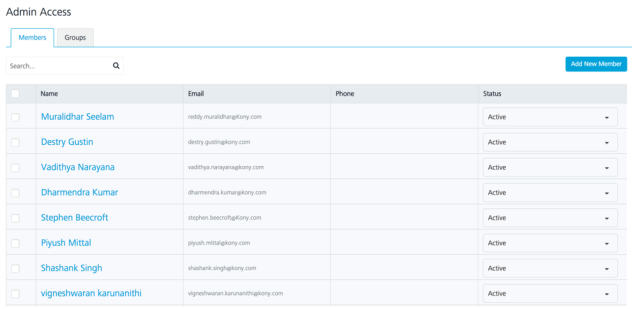 Admin Access
Members Groups
Search... Add New Member
Name Email Phone Status
Muralidhar Seelam reddy.muralidhar@Kony.com Active
Destry Gustin destry.gustin@kony.com Active
Vadithya Narayana vadithya.narayana@kony.com Active
Dharmendra Kumar dharmendra.kumar@kony.com Active
Stephen Beecroft stephen.beecroft@Kony.com Active
Piyush Mittal piyush.mittal@kony.com Active
Shashank Singh shashank.singh@kony.com Active
vigneshwaran karunanithi vigneshwaran.karunanithi@kony.com Active